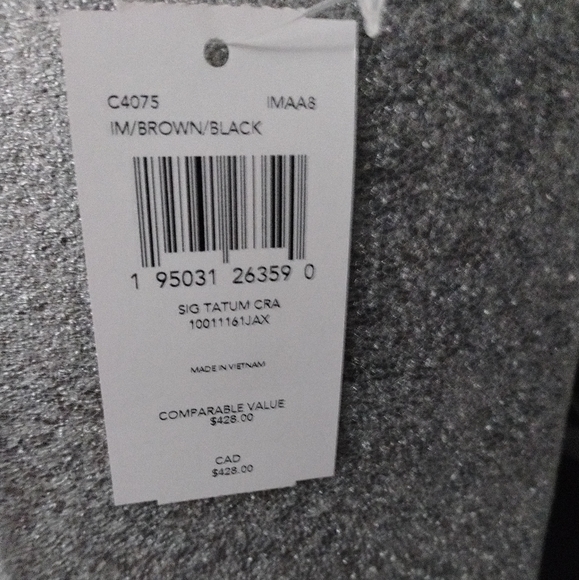 C4075 IMAA8
IM/BROWN/BLACK
1 95031 26359 0
SIG TATUM CRA
10011161JAX
MADE IN VIETNAM
COMPARABLE VALUE
$428.00
CAD
$428.00